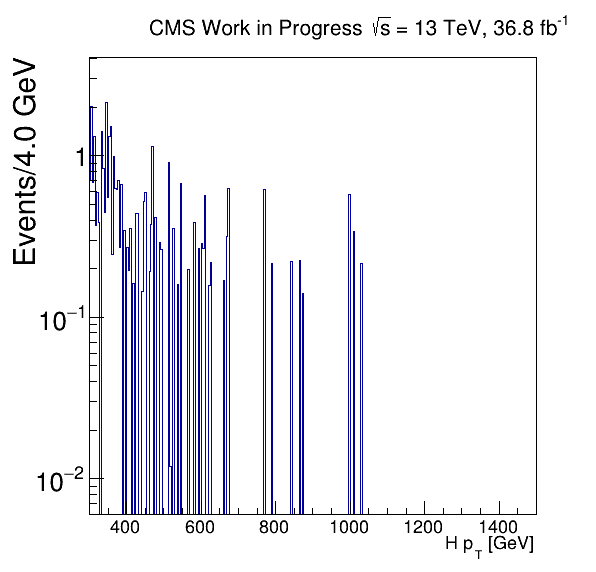 CMS Work in Progress √s = 13 TeV, 36.8 fb⁻¹
Events/4.0 GeV
1
10⁻¹
10⁻²
400 600 800 1000 1200 1400
H p_T [GeV]